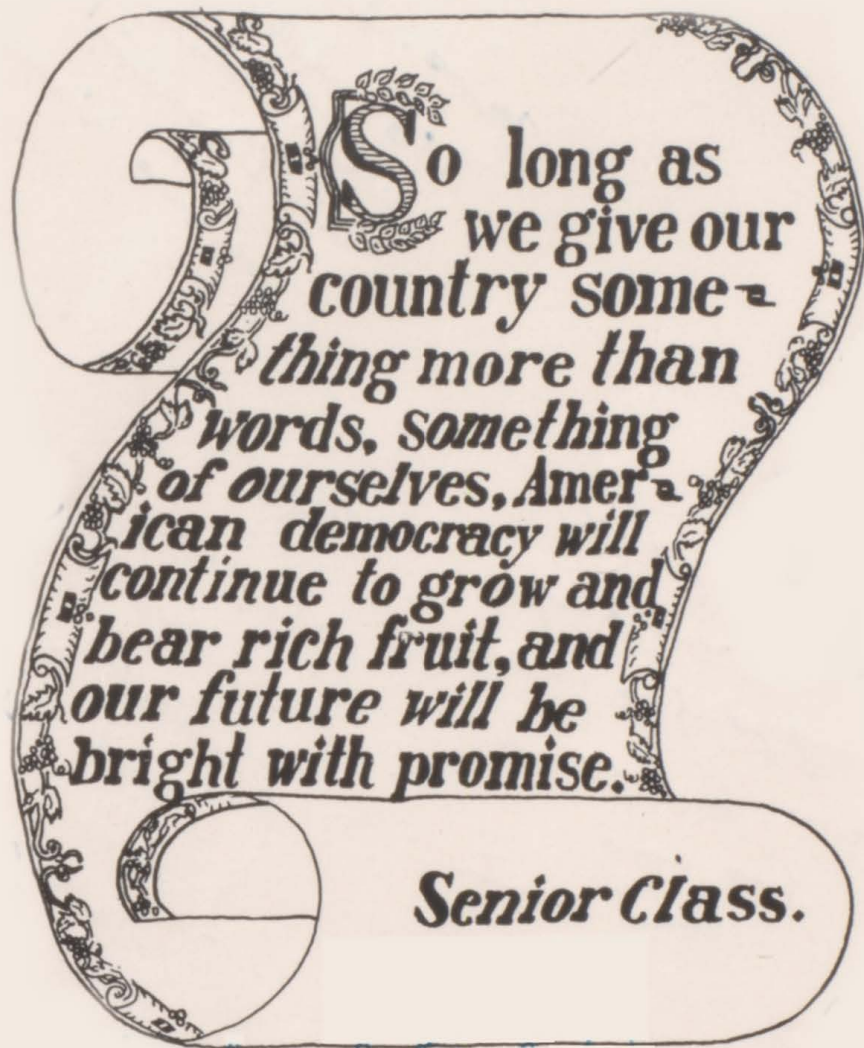 So long as
we give our
country some-
thing more than
words, something
of ourselves, Amer-
ican democracy will
continue to grow and
bear rich fruit, and
our future will be
bright with promise.
Senior Class.